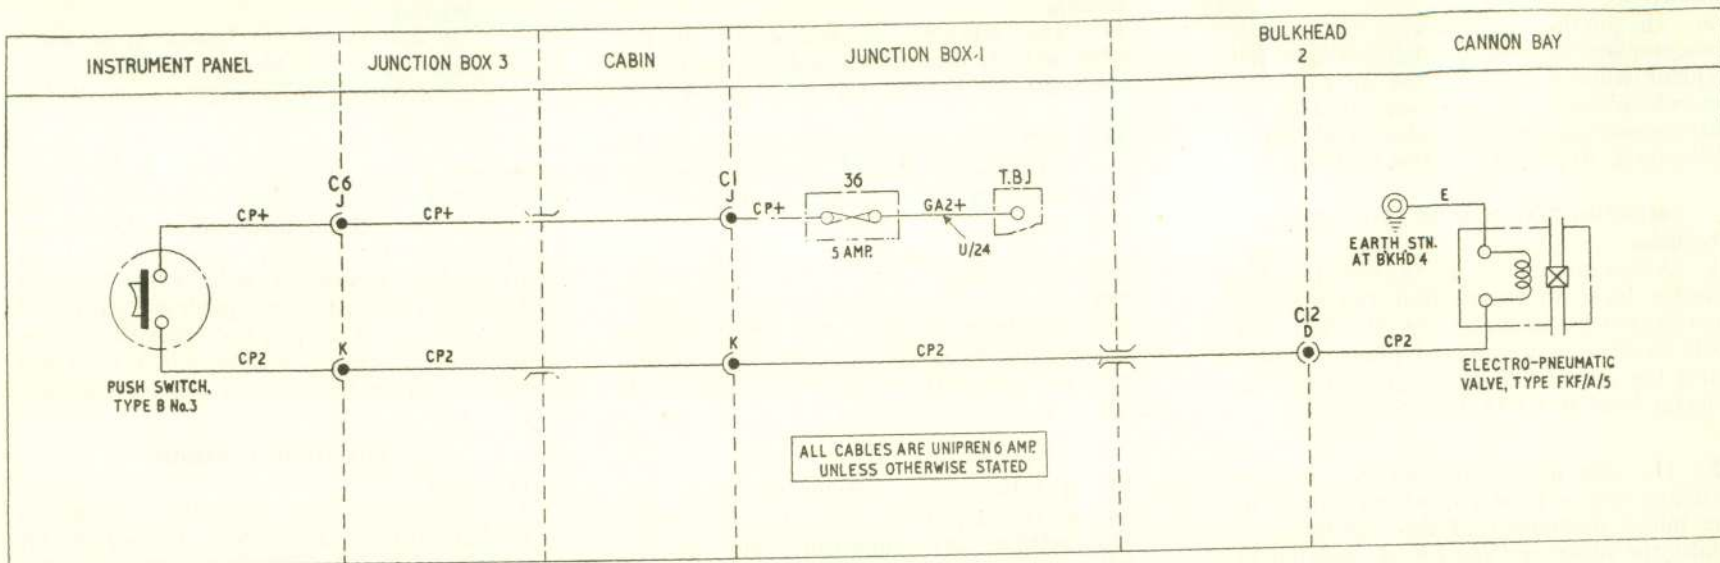 INSTRUMENT PANEL
JUNCTION BOX 3
CABIN
JUNCTION BOX-1
BULKHEAD
2
CANNON BAY
C6
J
C1
J
36
T.B.J
CP+
CP+
CP+
GA2+
E
5 AMP.
U/24
EARTH STN.
AT BKHD 4
C12
D
K
K
CP2
CP2
CP2
CP2
PUSH SWITCH,
TYPE B No.3
ELECTRO-PNEUMATIC
VALVE, TYPE FKF/A/5
ALL CABLES ARE UNIPREN 6 AMP.
UNLESS OTHERWISE STATED